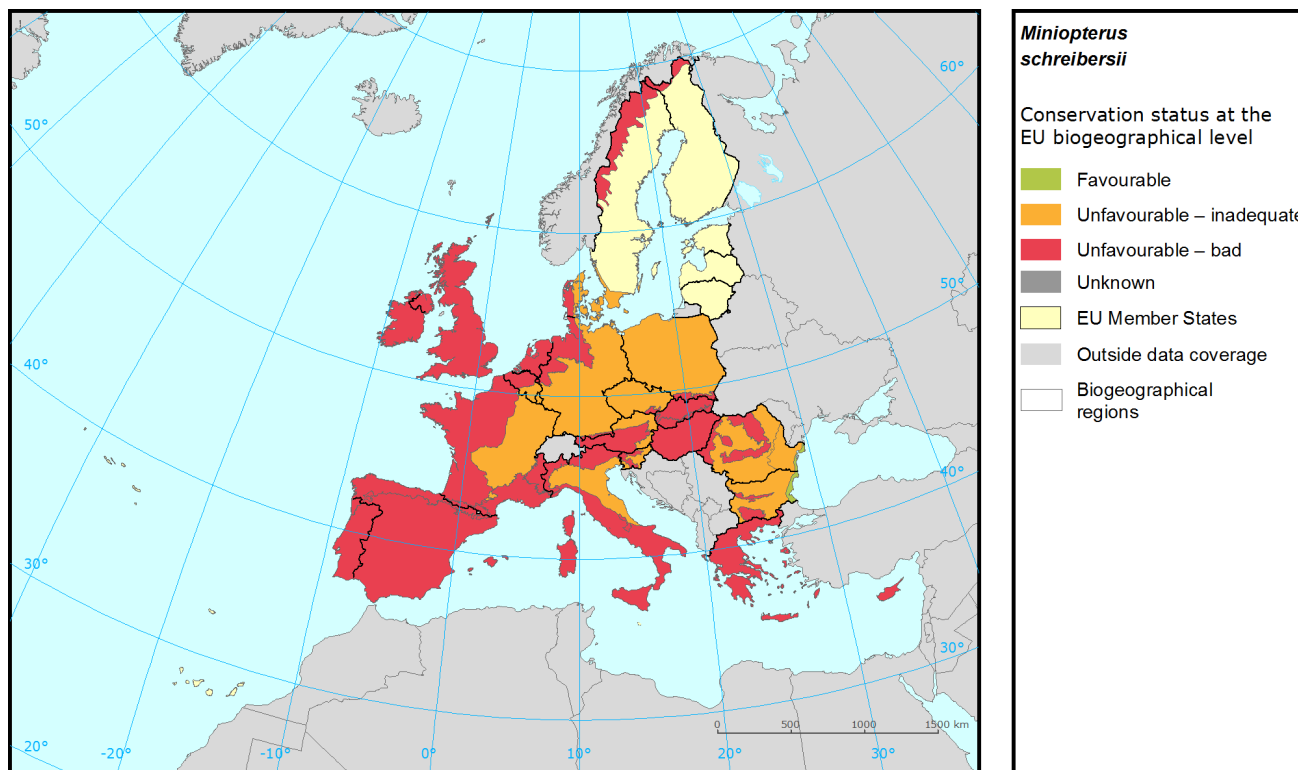 60°
50°
50°
40°
40°
30°
30°
0 500 1000 1500 km
20° -20° -10° 0° 10° 20° 30°
Miniopterus
schreibersii
Conservation status at the
EU biogeographical level
Favourable
Unfavourable – inadequate
Unfavourable – bad
Unknown
EU Member States
Outside data coverage
Biogeographical
regions